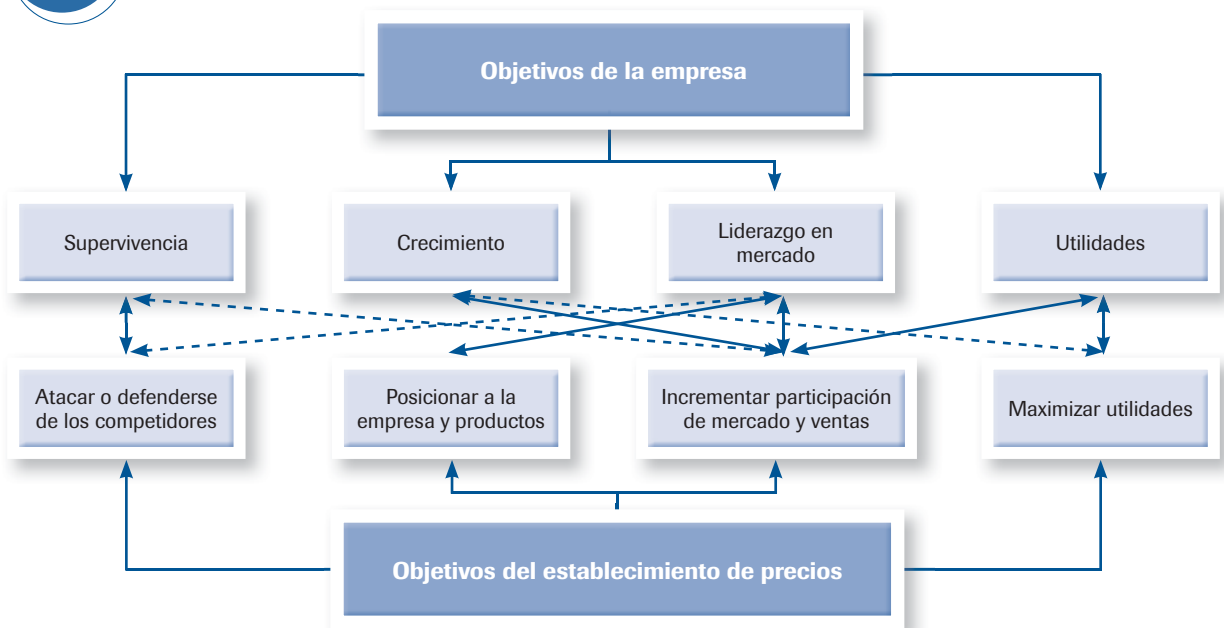 Objetivos de la empresa
Supervivencia
Crecimiento
Liderazgo en
mercado
Utilidades
Atacar o defenderse
de los competidores
Posicionar a la
empresa y productos
Incrementar participación
de mercado y ventas
Maximizar utilidades
Objetivos del establecimiento de precios